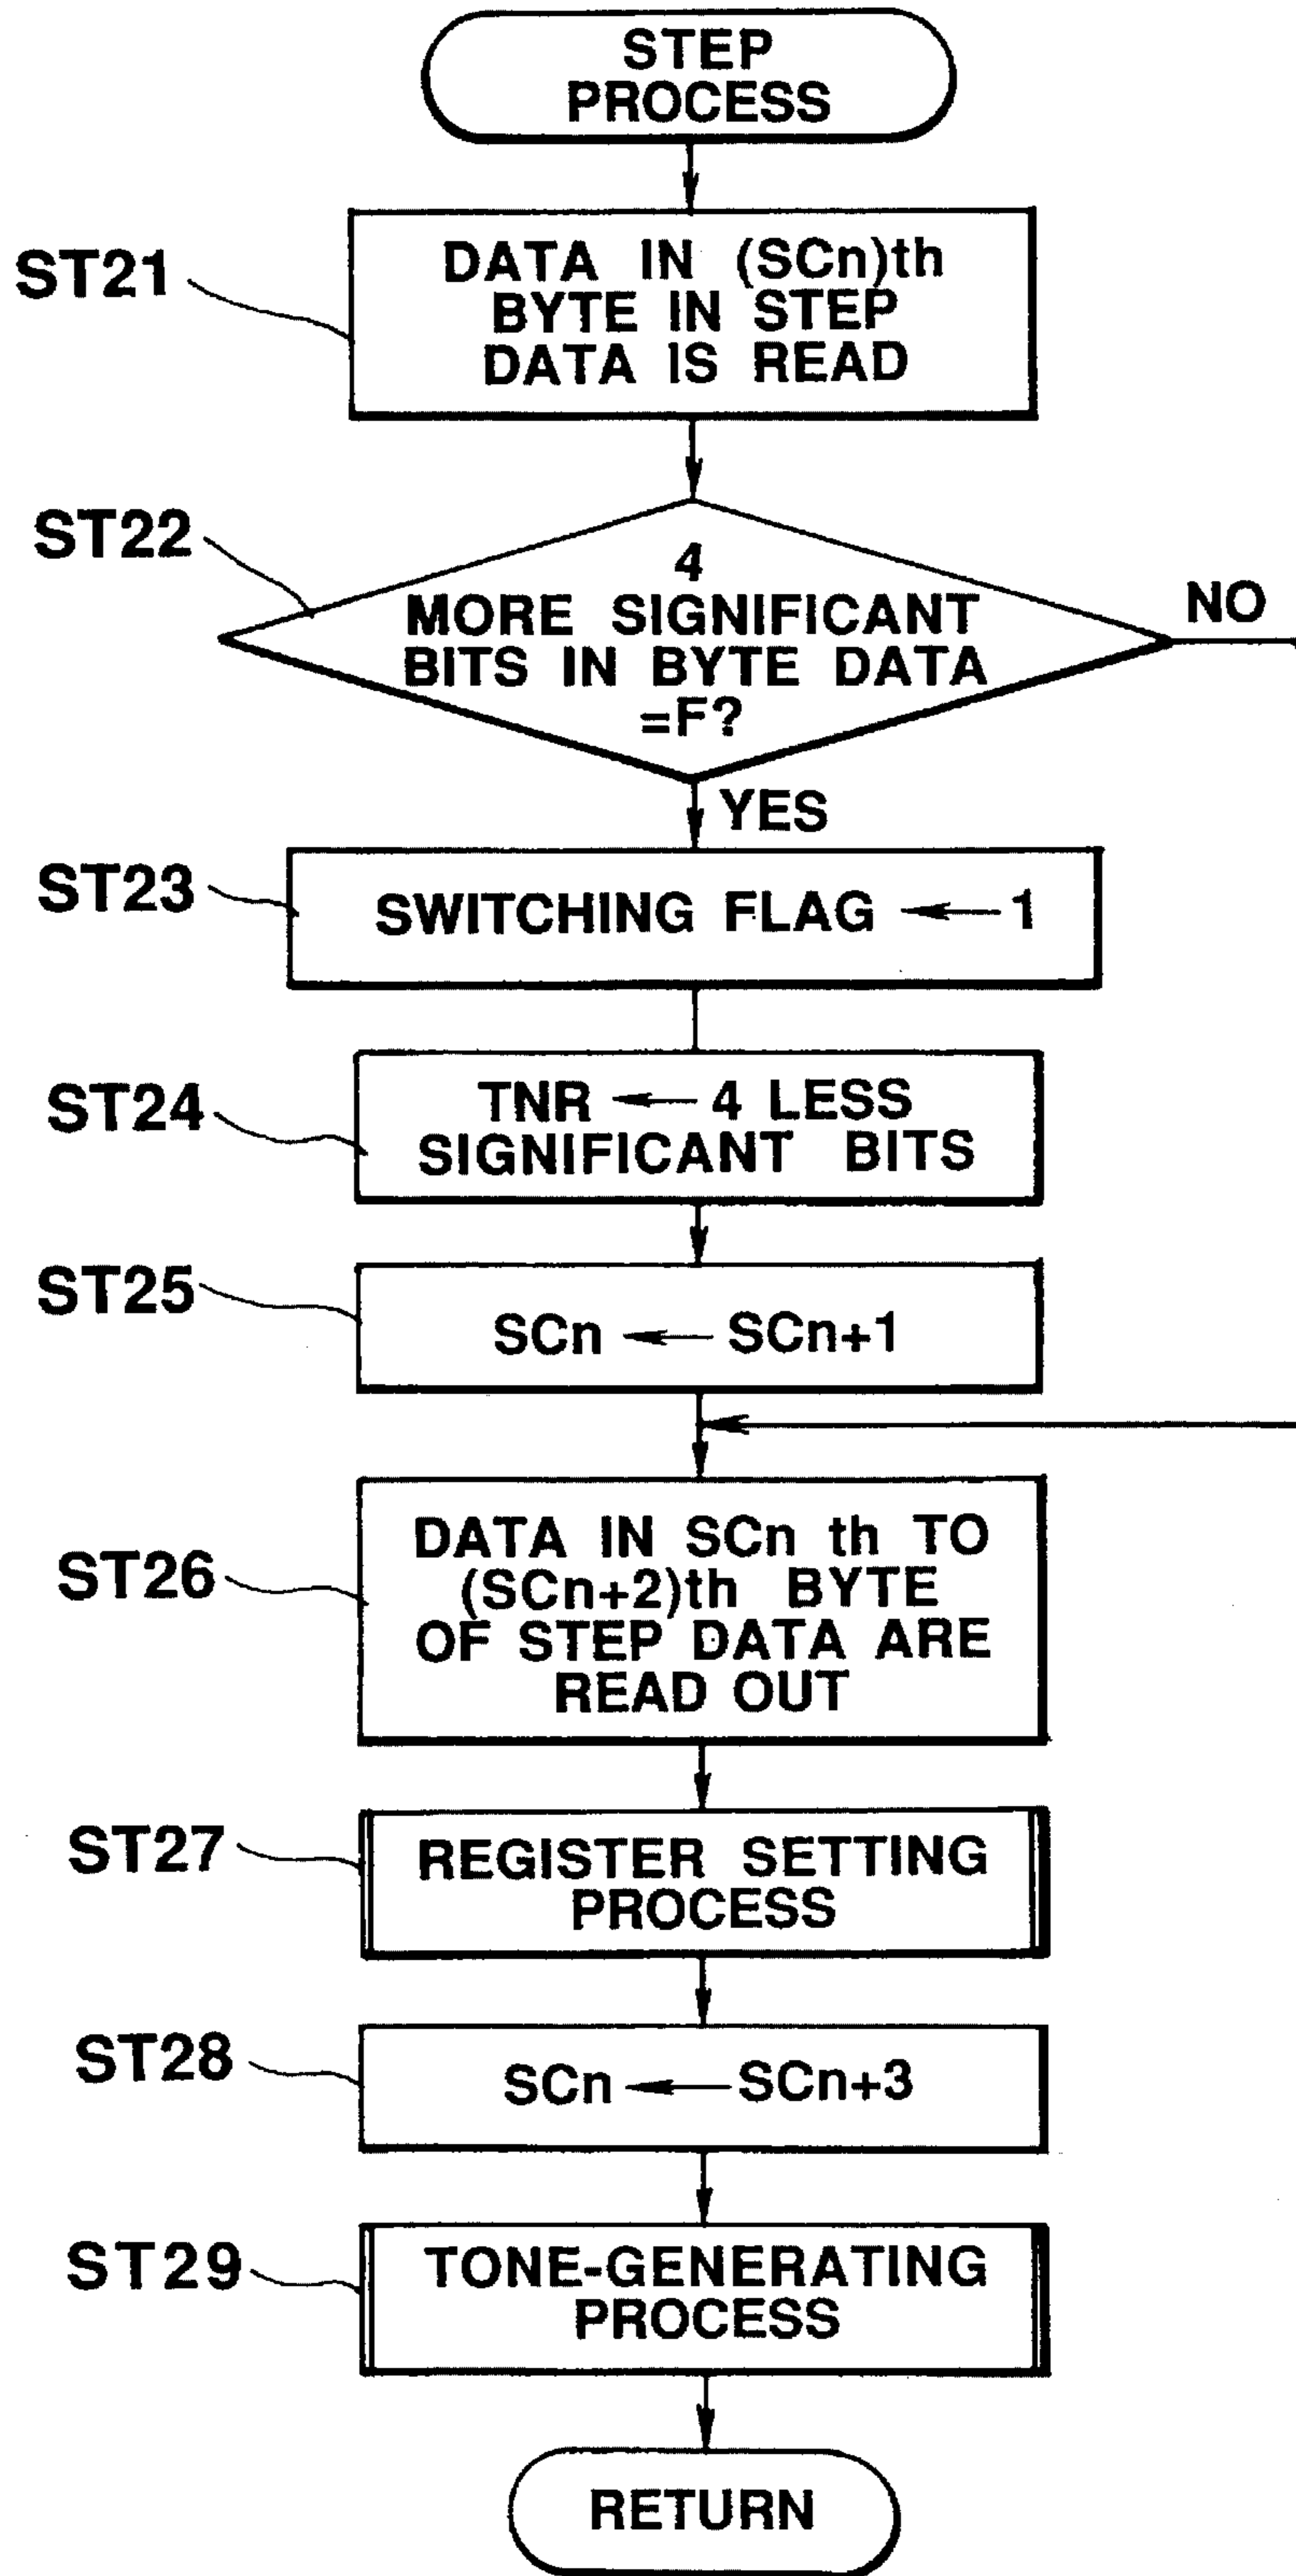 STEP
PROCESS
ST21
DATA IN (SCn)th
BYTE IN STEP
DATA IS READ
ST22
4
MORE SIGNIFICANT
BITS IN BYTE DATA
=F?
NO
YES
ST23
SWITCHING FLAG ← 1
ST24
TNR ← 4 LESS
SIGNIFICANT BITS
ST25
SCn ← SCn+1
ST26
DATA IN SCn th TO
(SCn+2)th BYTE
OF STEP DATA ARE
READ OUT
ST27
REGISTER SETTING
PROCESS
ST28
SCn ← SCn+3
ST29
TONE-GENERATING
PROCESS
RETURN